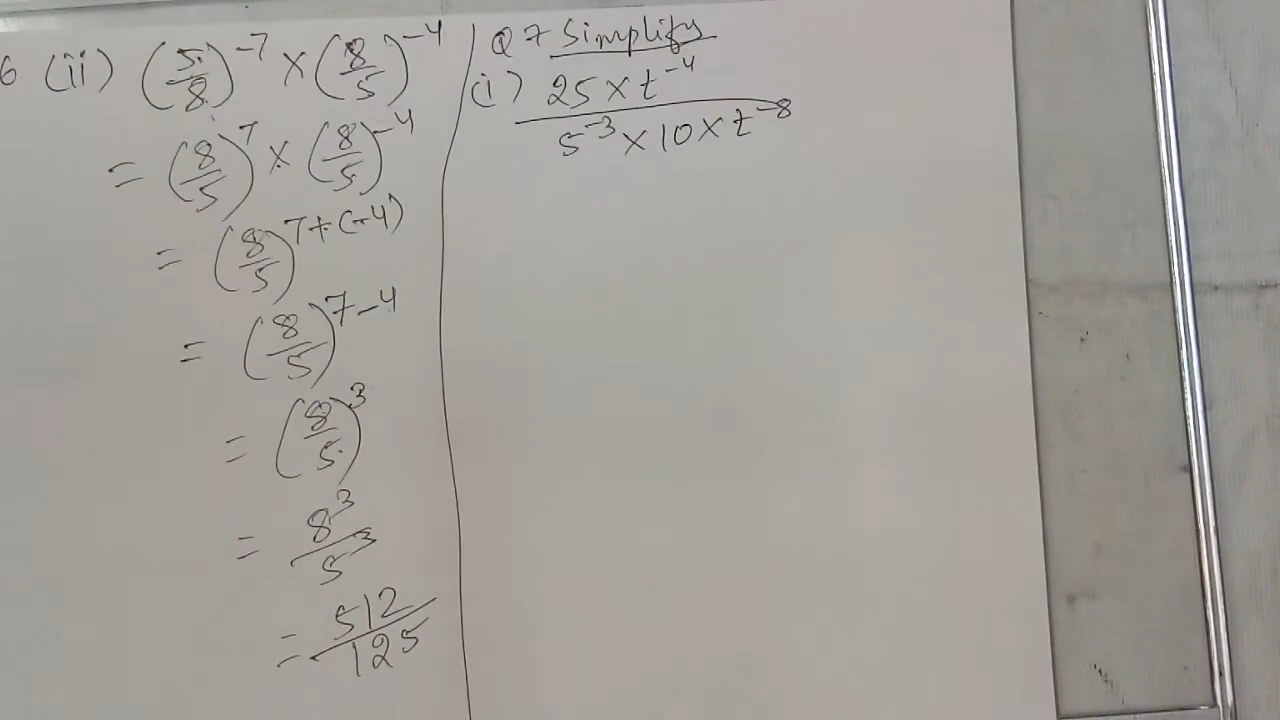 6 (ii) (5/8)^-7 × (8/5)^-4
= (8/5)^7 × (8/5)^-4
= (8/5)^7+(-4)
= (8/5)^7-4
= (8/5)^3
= 8^3/5^3
= 512/125
Q 7 Simplify
(i) 25 × t^-4
5^-3 × 10 × t^-8